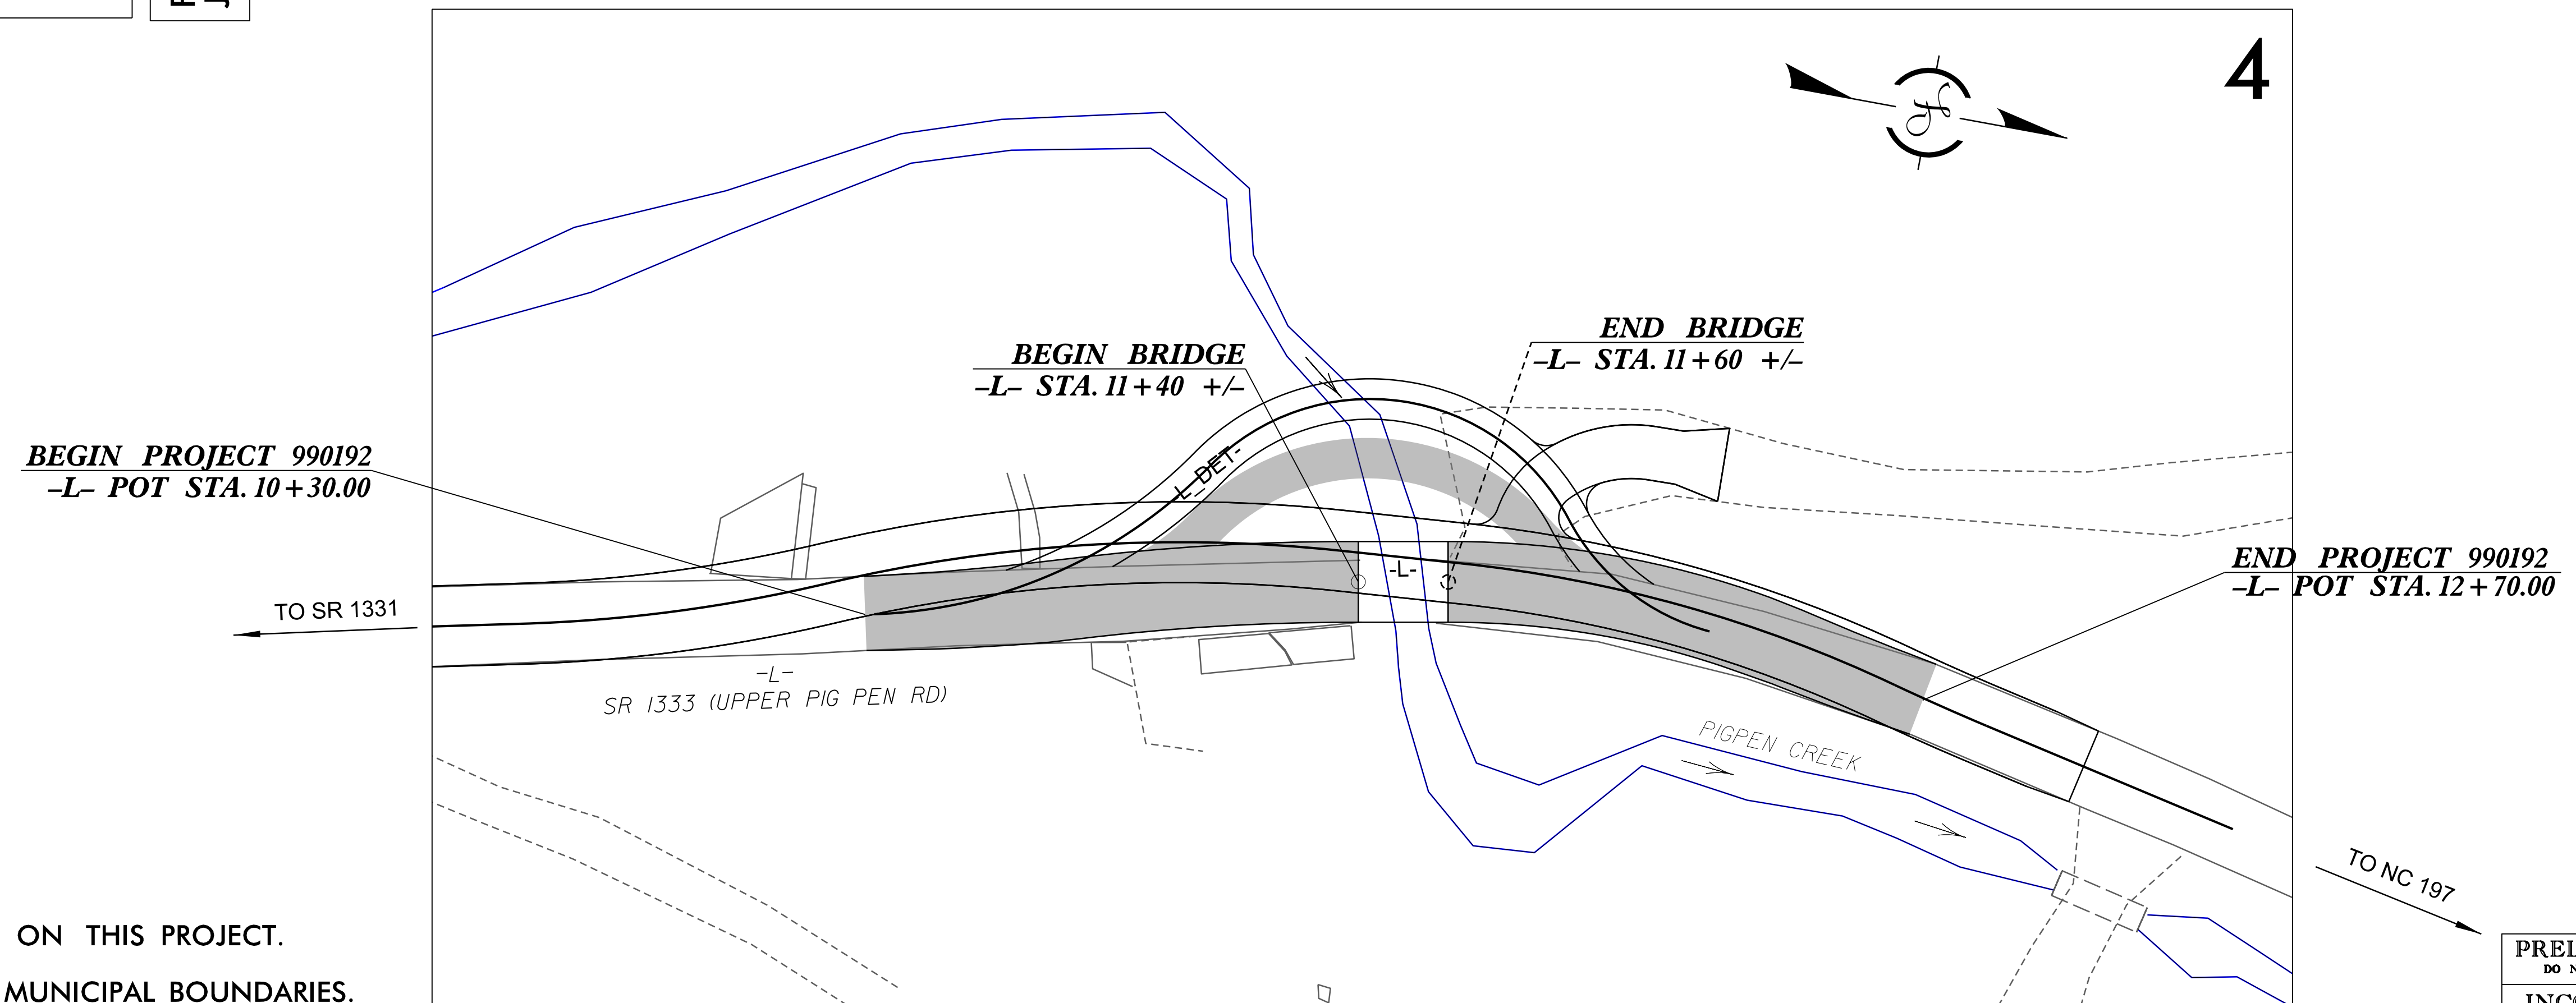 4
END BRIDGE
-L- STA. 11+60 +/-
BEGIN BRIDGE
-L- STA. 11+40 +/-
BEGIN PROJECT 990192
-L- POT STA. 10+30.00
-L-DET-
END PROJECT 990192
-L- POT STA. 12+70.00
-L-
TO SR 1331
-L-
SR 1333 (UPPER PIG PEN RD)
PIGPEN CREEK
TO NC 197
ON THIS PROJECT.
MUNICIPAL BOUNDARIES.